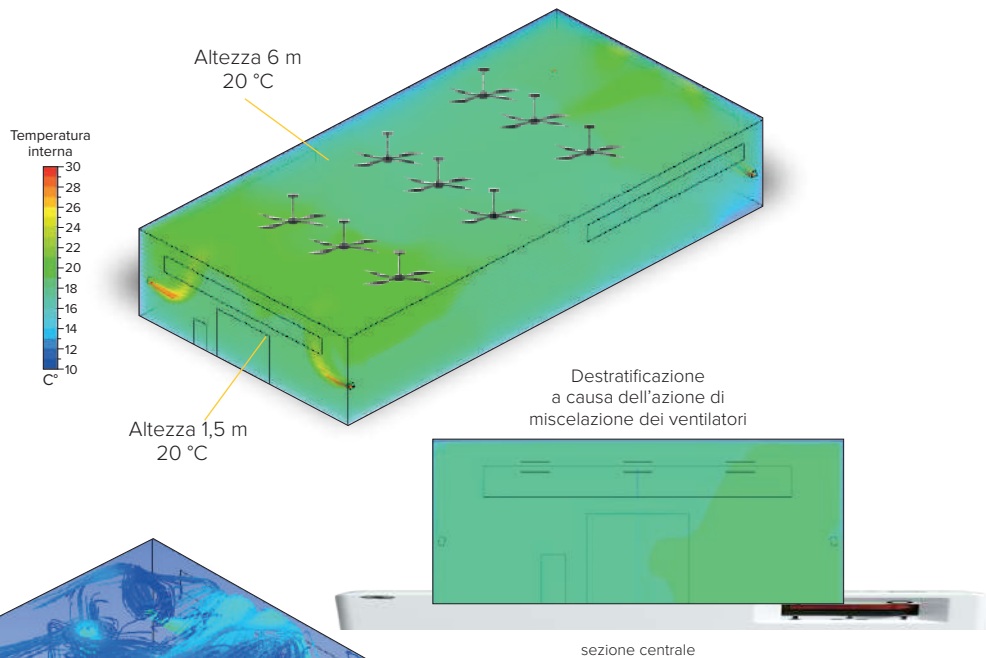 Altezza 6 m
20 °C
Temperatura
interna
30
28
26
24
22
20
18
16
14
12
10
C°
Altezza 1,5 m
20 °C
Destratificazione
a causa dell'azione di
miscelazione dei ventilatori
sezione centrale